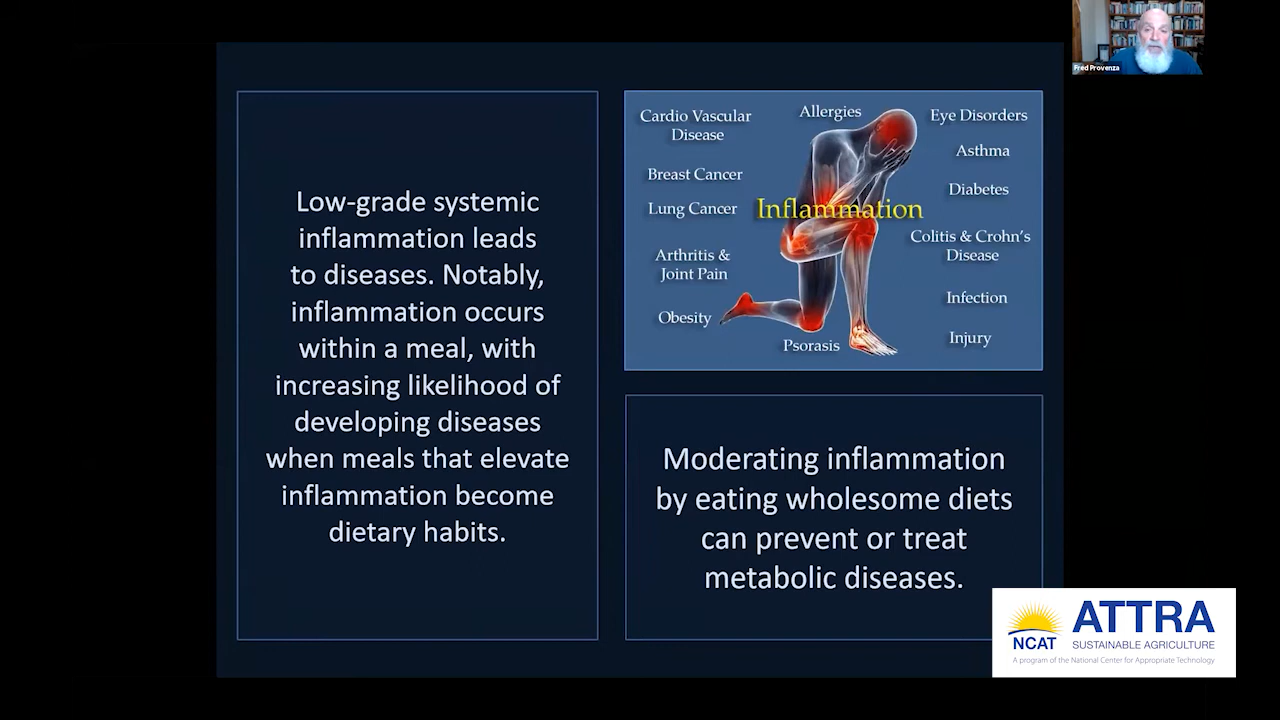 Fred Provenza
Low-grade systemic
inflammation leads
to diseases. Notably,
inflammation occurs
within a meal, with
increasing likelihood of
developing diseases
when meals that elevate
inflammation become
dietary habits.
Cardio Vascular
Disease
Breast Cancer
Lung Cancer
Arthritis &
Joint Pain
Obesity
Allergies
Inflammation
Psorasis
Eye Disorders
Asthma
Diabetes
Colitis & Crohn's
Disease
Infection
Injury
Moderating inflammation
by eating wholesome diets
can prevent or treat
metabolic diseases.
NCAT
ATTRA
SUSTAINABLE AGRICULTURE
A program of the National Center for Appropriate Technology